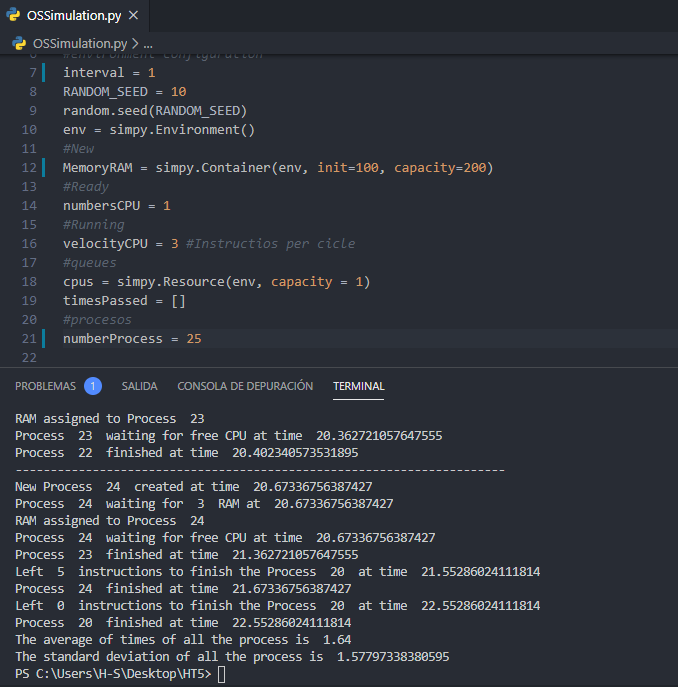 OSSimulation.py ×
OSSimulation.py > ...
6 #environment configuration
7 interval = 1
8 RANDOM_SEED = 10
9 random.seed(RANDOM_SEED)
10 env = simpy.Environment()
11 #New
12 MemoryRAM = simpy.Container(env, init=100, capacity=200)
13 #Ready
14 numbersCPU = 1
15 #Running
16 velocityCPU = 3 #Instructios per cicle
17 #queues
18 cpus = simpy.Resource(env, capacity = 1)
19 timesPassed = []
20 #procesos
21 numberProcess = 25
22
PROBLEMAS 1 SALIDA CONSOLA DE DEPURACIÓN TERMINAL
RAM assigned to Process  23
Process  23  waiting for free CPU at time  20.362721057647555
Process  22  finished at time  20.402340573531895
----------------------------------------------------------------------
New Process  24  created at time  20.67336756387427
Process  24  waiting for  3  RAM at  20.67336756387427
RAM assigned to Process  24
Process  24  waiting for free CPU at time  20.67336756387427
Process  23  finished at time  21.362721057647555
Left  5  instructions to finish the Process  20  at time  21.55286024111814
Process  24  finished at time  21.67336756387427
Left  0  instructions to finish the Process  20  at time  22.55286024111814
Process  20  finished at time  22.55286024111814
The average of times of all the process is  1.64
The standard deviation of all the process is  1.57797338380595
PS C:\Users\H-S\Desktop\HT5>